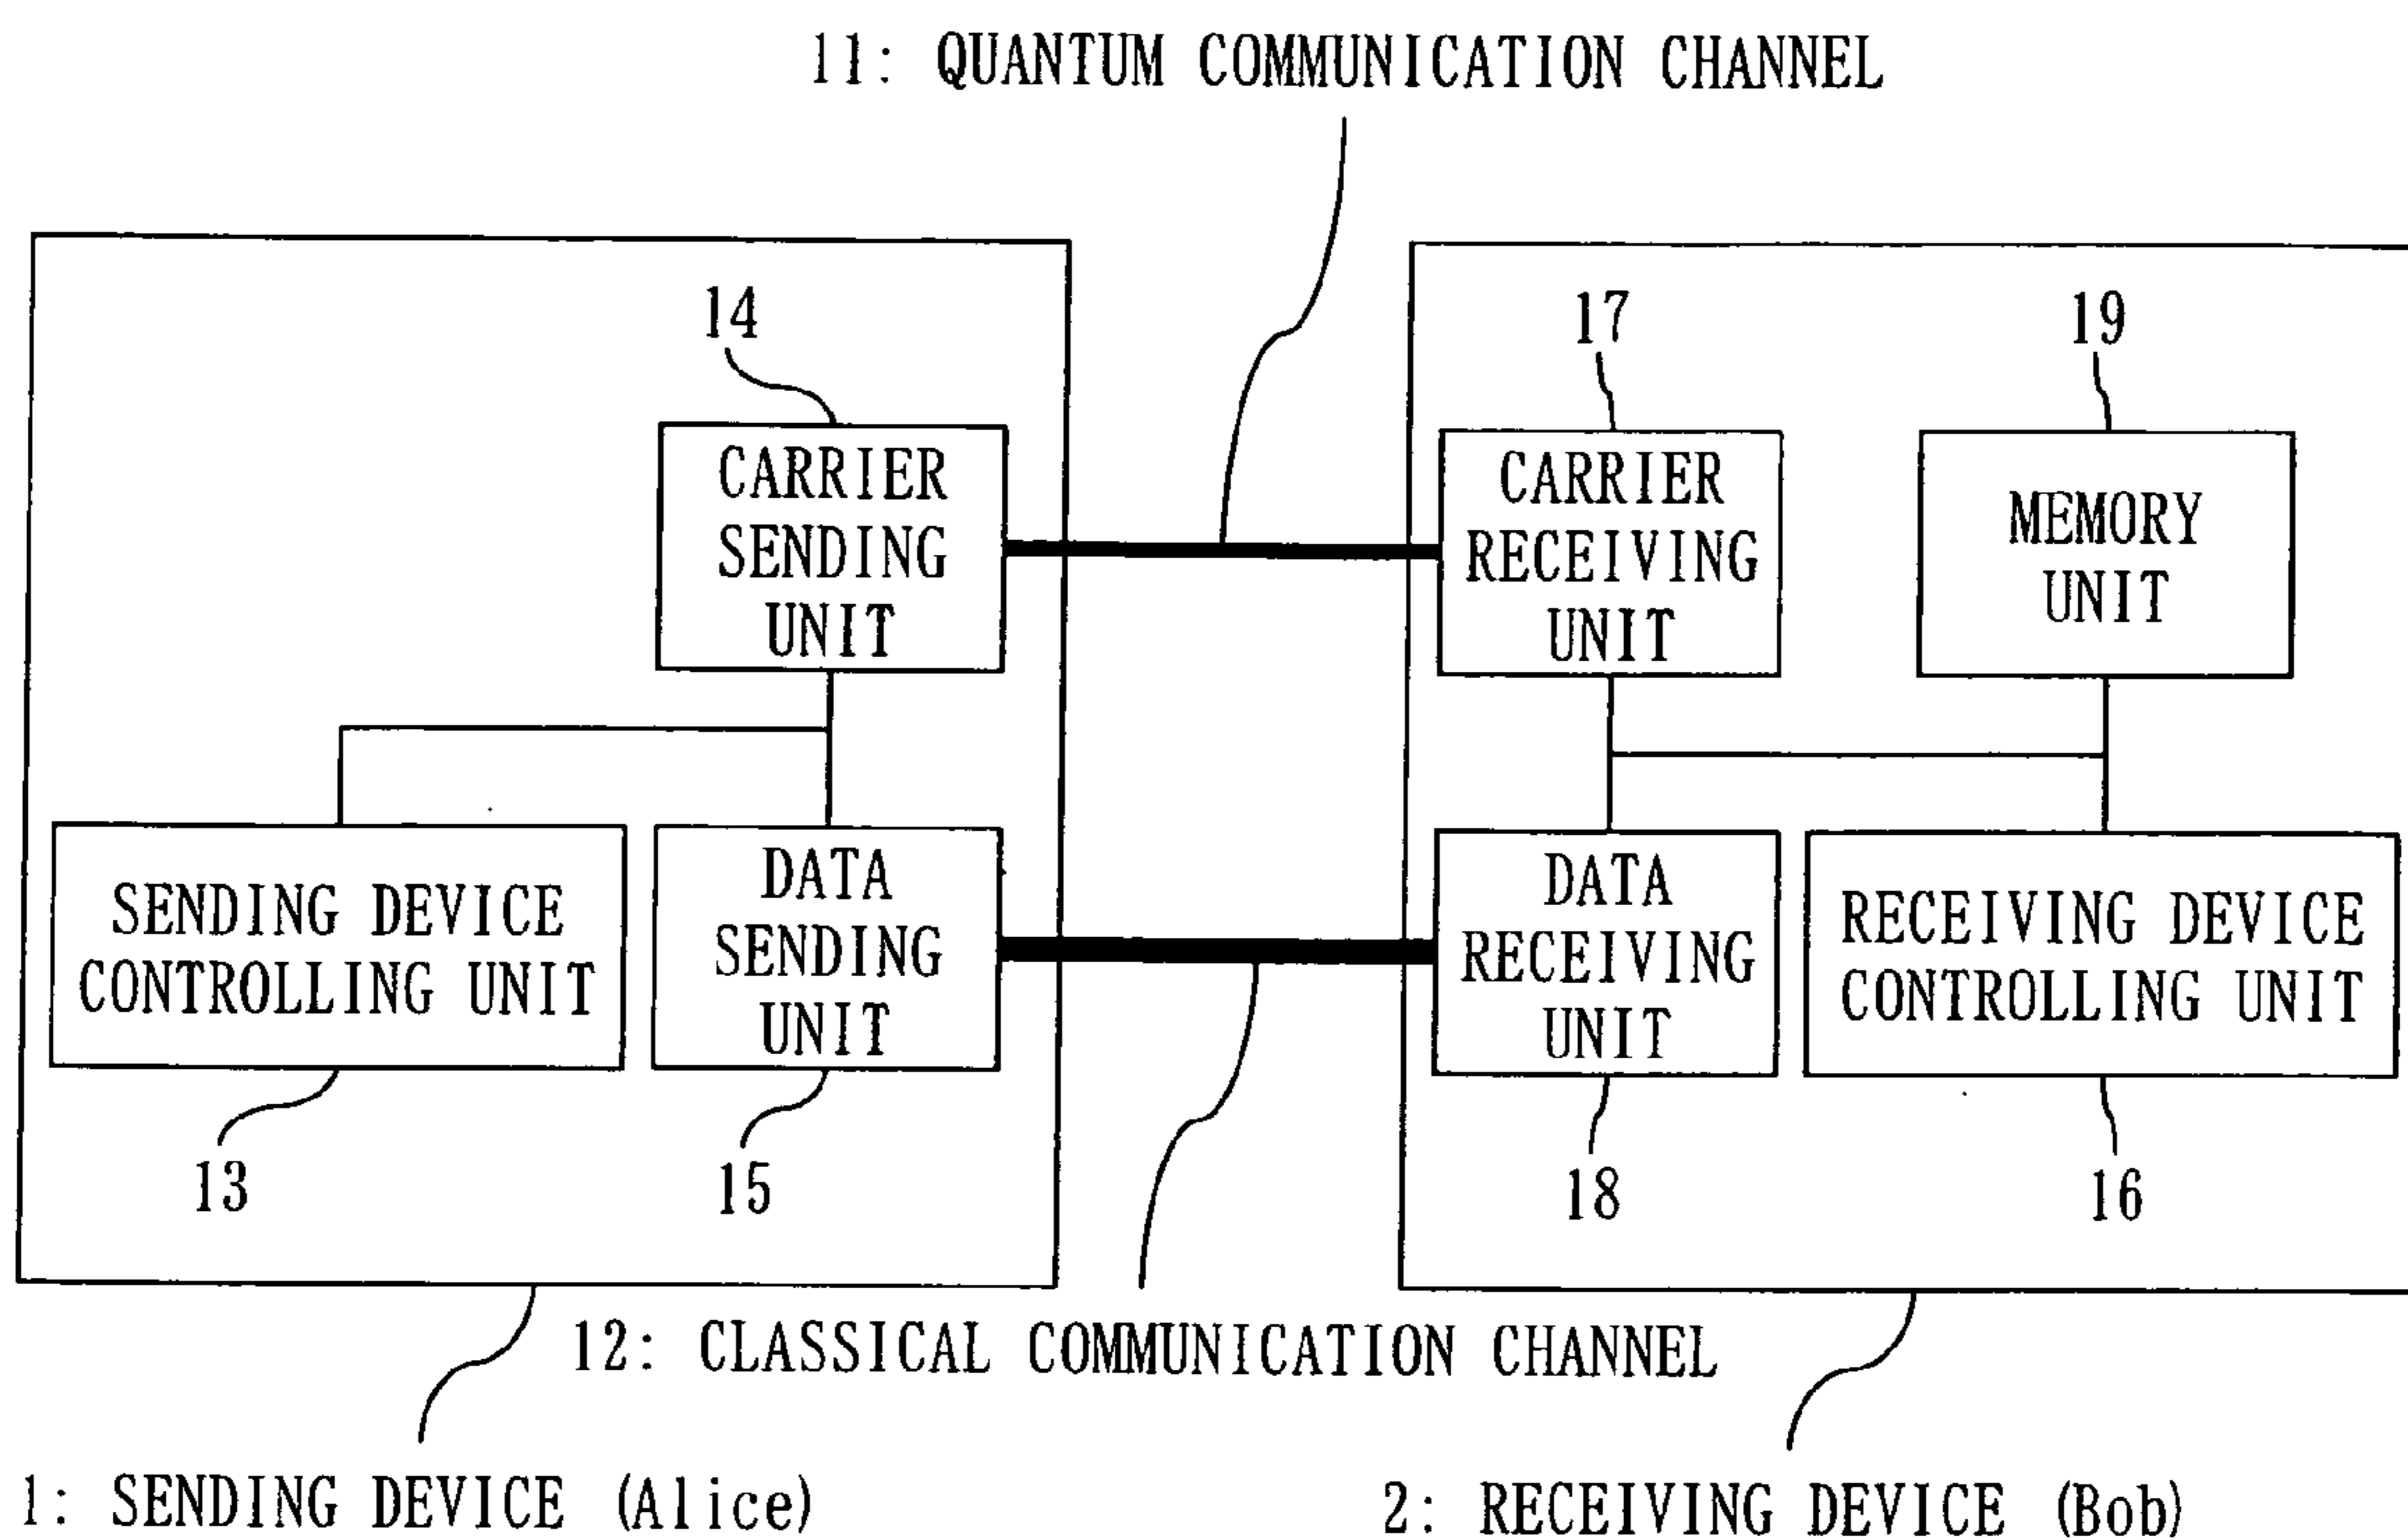 11: QUANTUM COMMUNICATION CHANNEL
14
17
19
CARRIER
SENDING
UNIT
CARRIER
RECEIVING
UNIT
MEMORY
UNIT
SENDING DEVICE
CONTROLLING UNIT
DATA
SENDING
UNIT
DATA
RECEIVING
UNIT
RECEIVING DEVICE
CONTROLLING UNIT
13
15
18
16
12: CLASSICAL COMMUNICATION CHANNEL
1: SENDING DEVICE (Alice)
2: RECEIVING DEVICE (Bob)